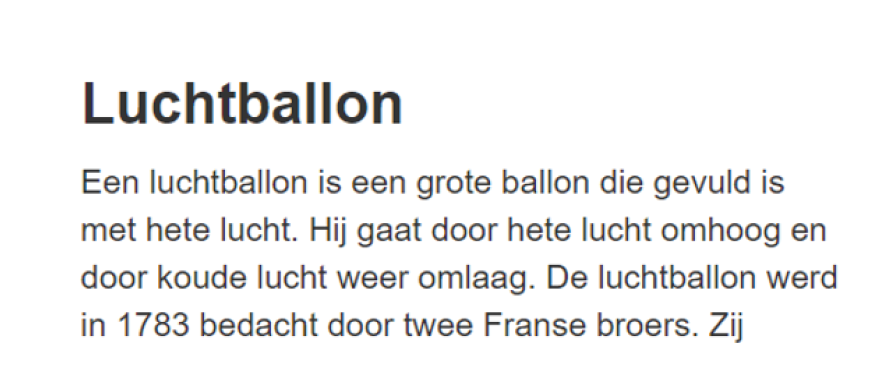 Luchtballon
Een luchtballon is een grote ballon die gevuld is
met hete lucht. Hij gaat door hete lucht omhoog en
door koude lucht weer omlaag. De luchtballon werd
in 1783 bedacht door twee Franse broers. Zij